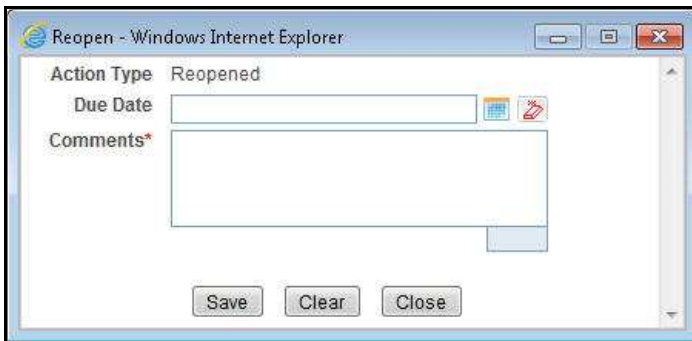 Reopen - Windows Internet Explorer
Action Type Reopened
Due Date
Comments*
Save Clear Close